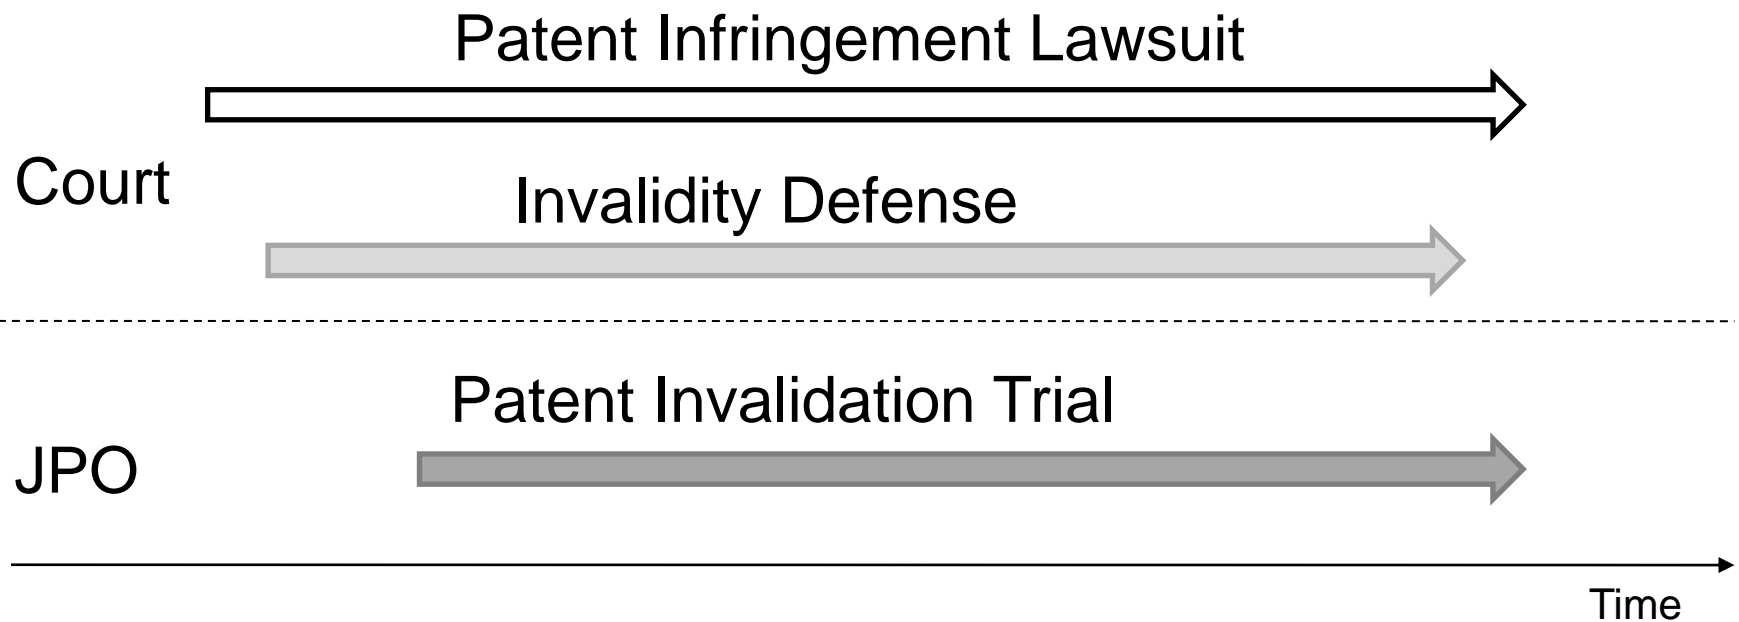 Patent Infringement Lawsuit
Court
Invalidity Defense
Patent Invalidation Trial
JPO
Time